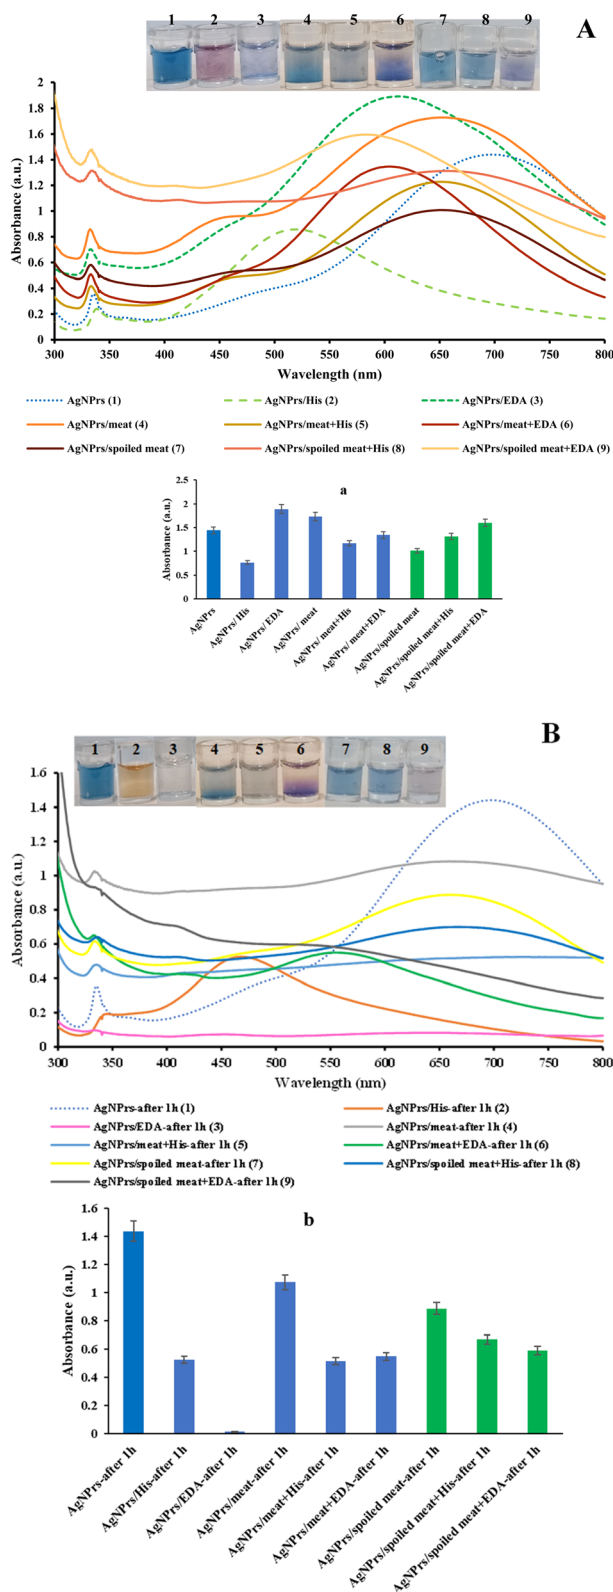 A
1 2 3 4 5 6 7 8 9
2
1.8
1.6
1.4
1.2
1
0.8
0.6
0.4
0.2
0
Absorbance (a.u.)
300 350 400 450 500 550 600 650 700 750 800
Wavelength (nm)
AgNPrs (1) AgNPrs/His (2) AgNPrs/EDA (3)
AgNPrs/meat (4) AgNPrs/meat+His (5) AgNPrs/meat+EDA (6)
AgNPrs/spoiled meat (7) AgNPrs/spoiled meat+His (8) AgNPrs/spoiled meat+EDA (9)
a
2
1.5
1
0.5
0
Absorbance (a.u.)
AgNPrs
AgNPrs/ His
AgNPrs/ EDA
AgNPrs/ meat
AgNPrs/ meat+His
AgNPrs/ meat+EDA
AgNPrs/spoiled meat
AgNPrs/spoiled meat+His
AgNPrs/spoiled meat+EDA
B
1 2 3 4 5 6 7 8 9
1.6
1.4
1.2
1
0.8
0.6
0.4
0.2
0
Absorbance (a.u.)
300 350 400 450 500 550 600 650 700 750 800
Wavelength (nm)
AgNPrs-after 1h (1) AgNPrs/His-after 1h (2)
AgNPrs/EDA-after 1h (3) AgNPrs/meat-after 1h (4)
AgNPrs/meat+His-after 1h (5) AgNPrs/meat+EDA-after 1h (6)
AgNPrs/spoiled meat-after 1h (7) AgNPrs/spoiled meat+His-after 1h (8)
AgNPrs/spoiled meat+EDA-after 1h (9)
b
1.6
1.4
1.2
1
0.8
0.6
0.4
0.2
0
Absorbance (a.u.)
AgNPrs-after 1h
AgNPrs/His-after 1h
AgNPrs/EDA-after 1h
AgNPrs/meat-after 1h
AgNPrs/meat+His-after 1h
AgNPrs/meat+EDA-after 1h
AgNPrs/spoiled meat-after 1h
AgNPrs/spoiled meat+His-after 1h
AgNPrs/spoiled meat+EDA-after 1h